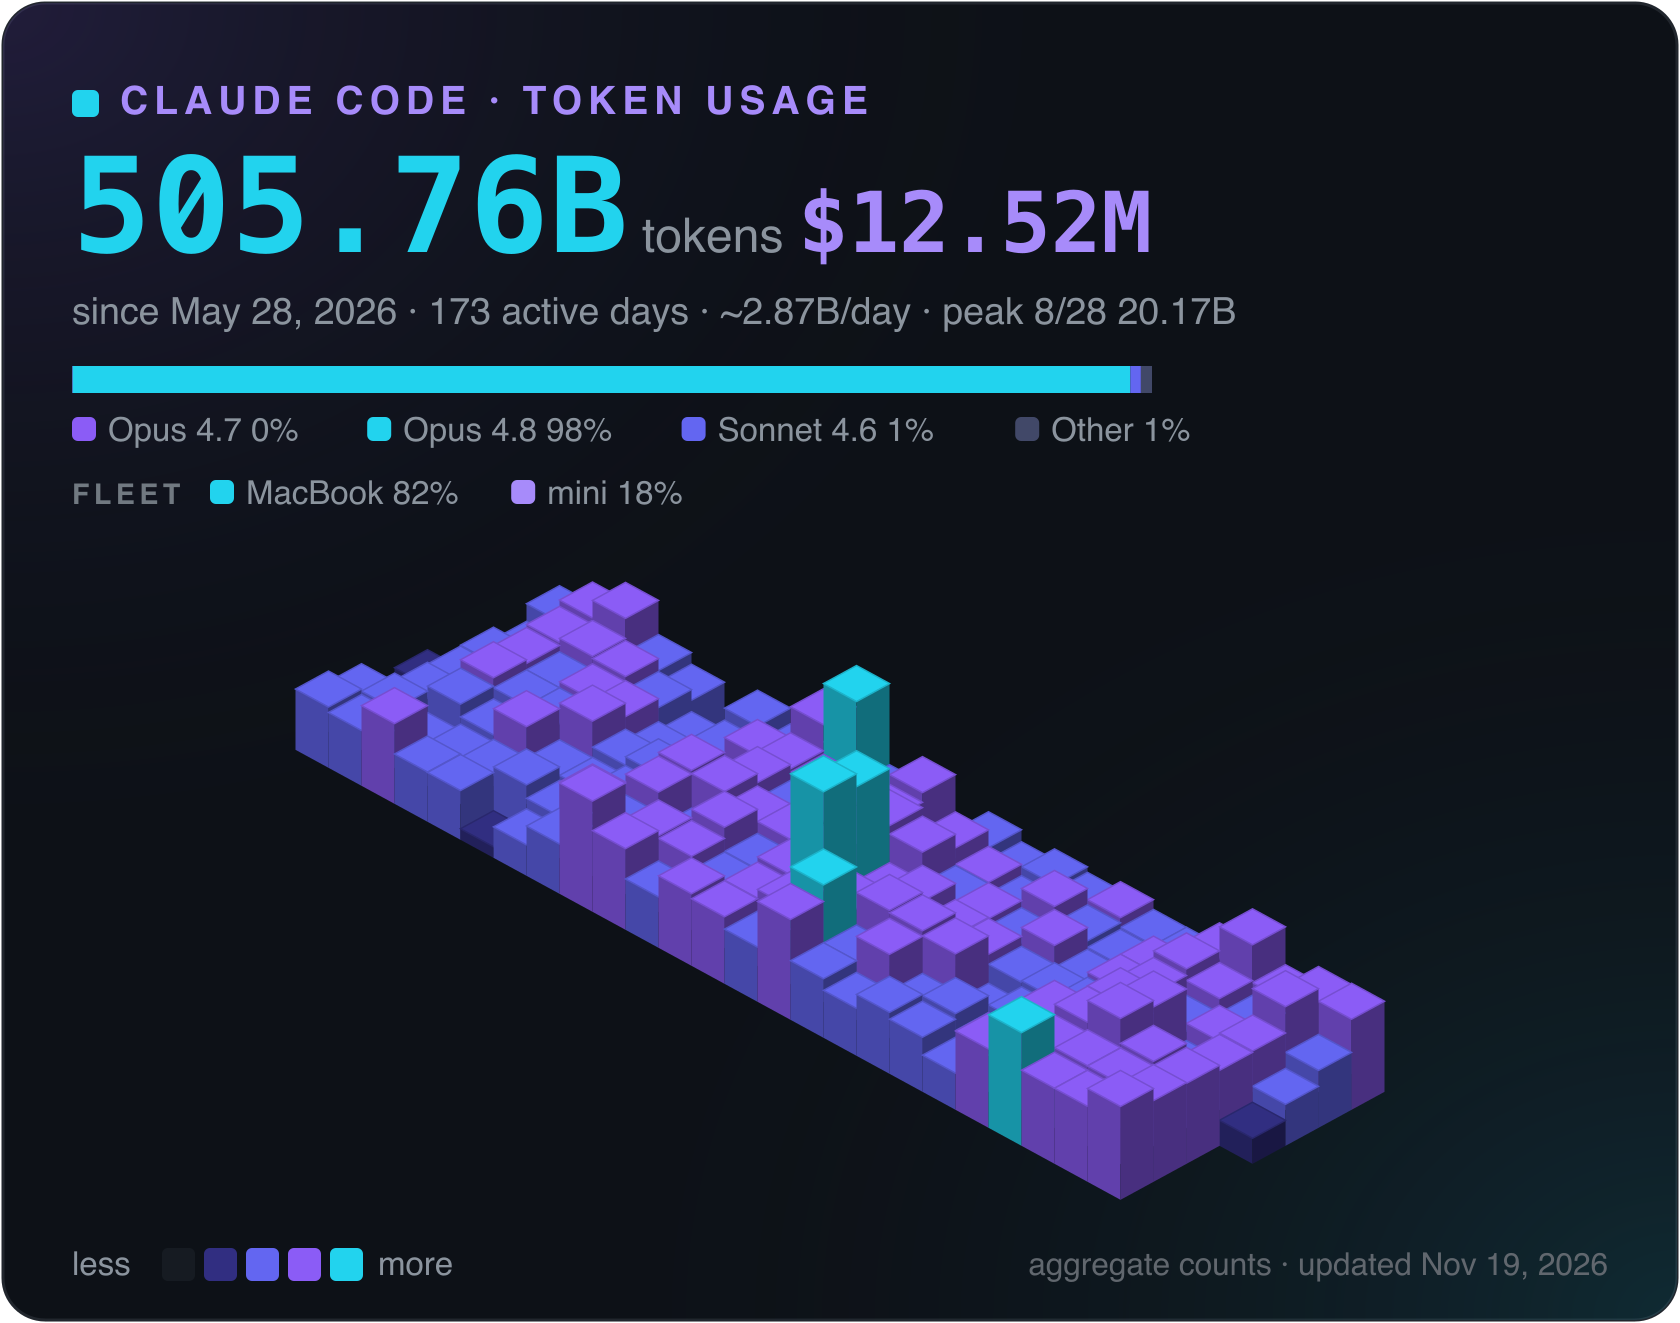 CLAUDE CODE · TOKEN USAGE
505.76B tokens $12.52M
since May 28, 2026 · 173 active days · ~2.87B/day · peak 8/28 20.17B
Opus 4.7 0% Opus 4.8 98% Sonnet 4.6 1% Other 1%
FLEET MacBook 82% mini 18%
less more
aggregate counts · updated Nov 19, 2026